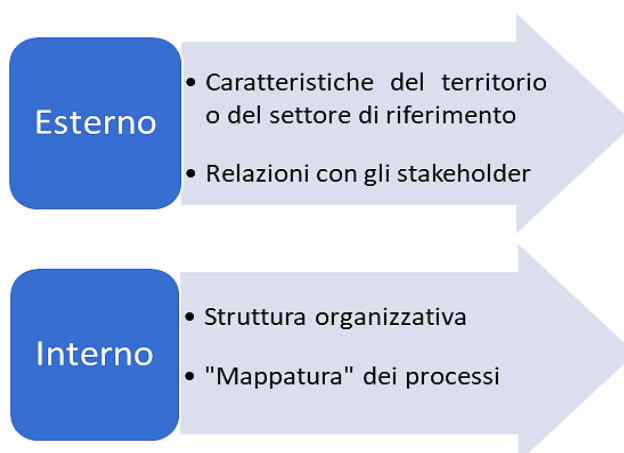 Esterno
• Caratteristiche del territorio
o del settore di riferimento
• Relazioni con gli stakeholder
Interno
• Struttura organizzativa
• "Mappatura" dei processi